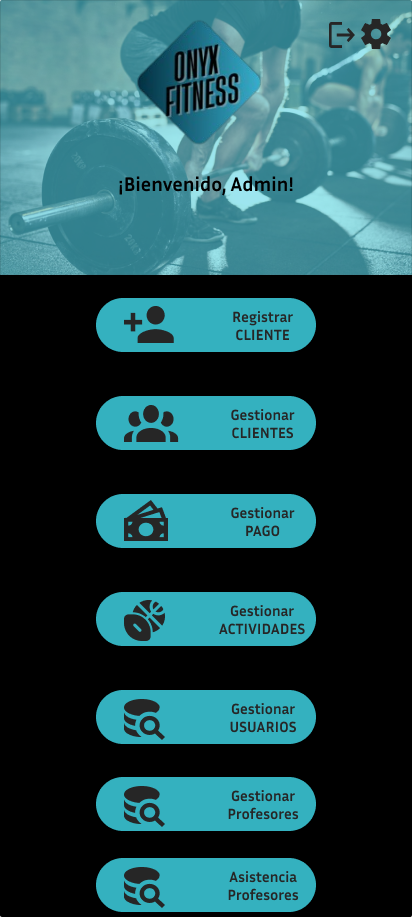 ONYX
FITNESS
¡Bienvenido, Admin!
Registrar
CLIENTE
Gestionar
CLIENTES
Gestionar
PAGO
Gestionar
ACTIVIDADES
Gestionar
USUARIOS
Gestionar
Profesores
Asistencia
Profesores